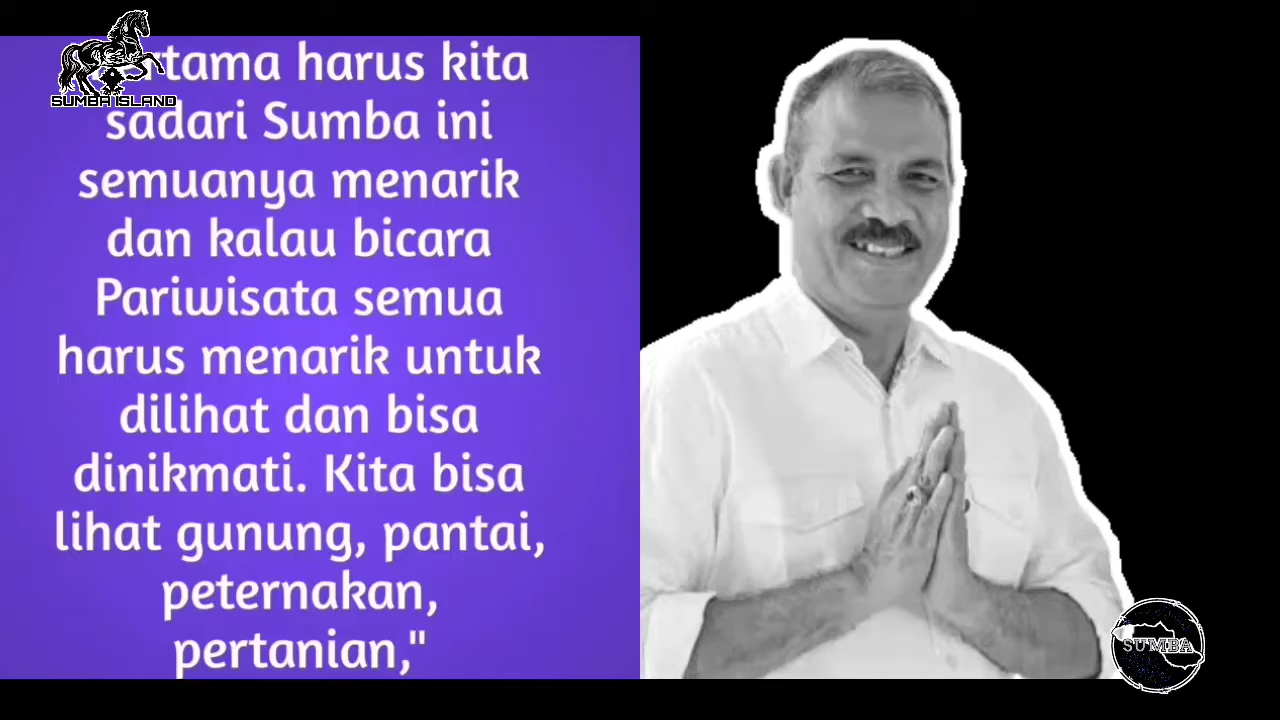 SUMBA ISLAND
tama harus kita
sadari Sumba ini
semuanya menarik
dan kalau bicara
Pariwisata semua
harus menarik untuk
dilihat dan bisa
dinikmati. Kita bisa
lihat gunung, pantai,
peternakan,
pertanian,"
SUMBA